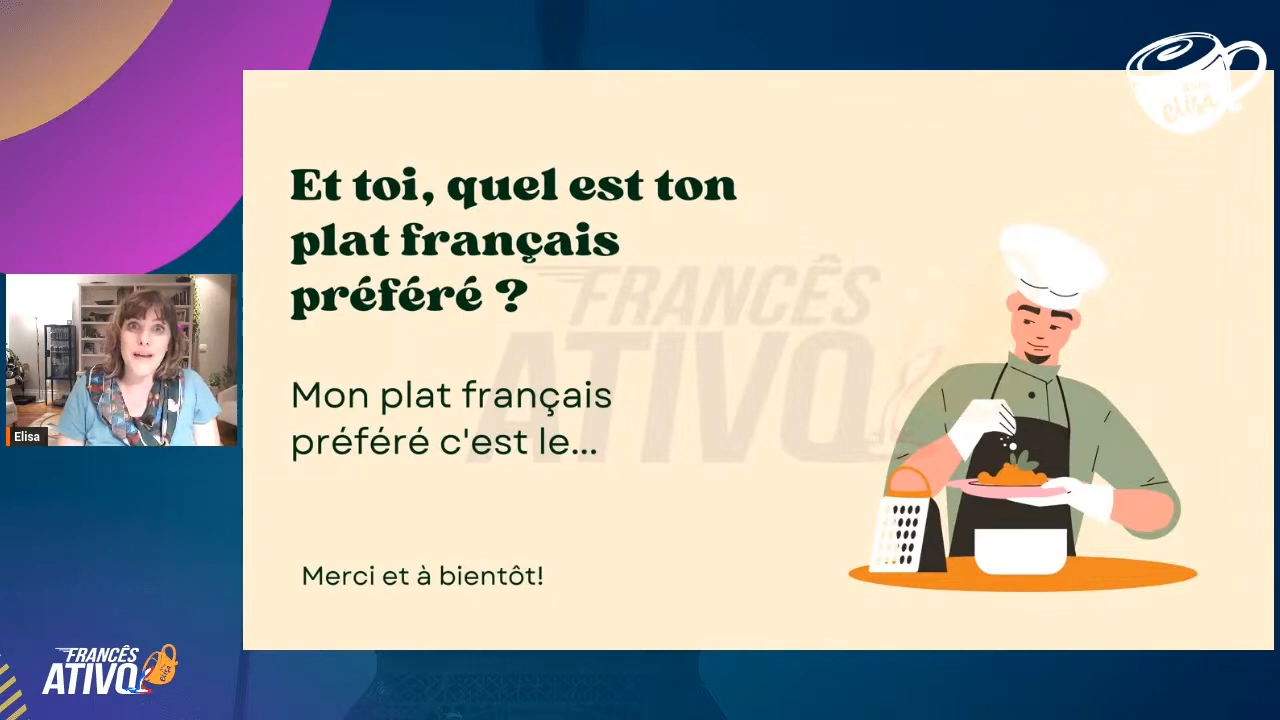 Et toi, quel est ton
plat français
préféré ?
Mon plat français
préféré c'est le...
Merci et à bientôt!
FRANCÊS
ATIVO
Elisa
FRANCÊS
ATIVO
elisa